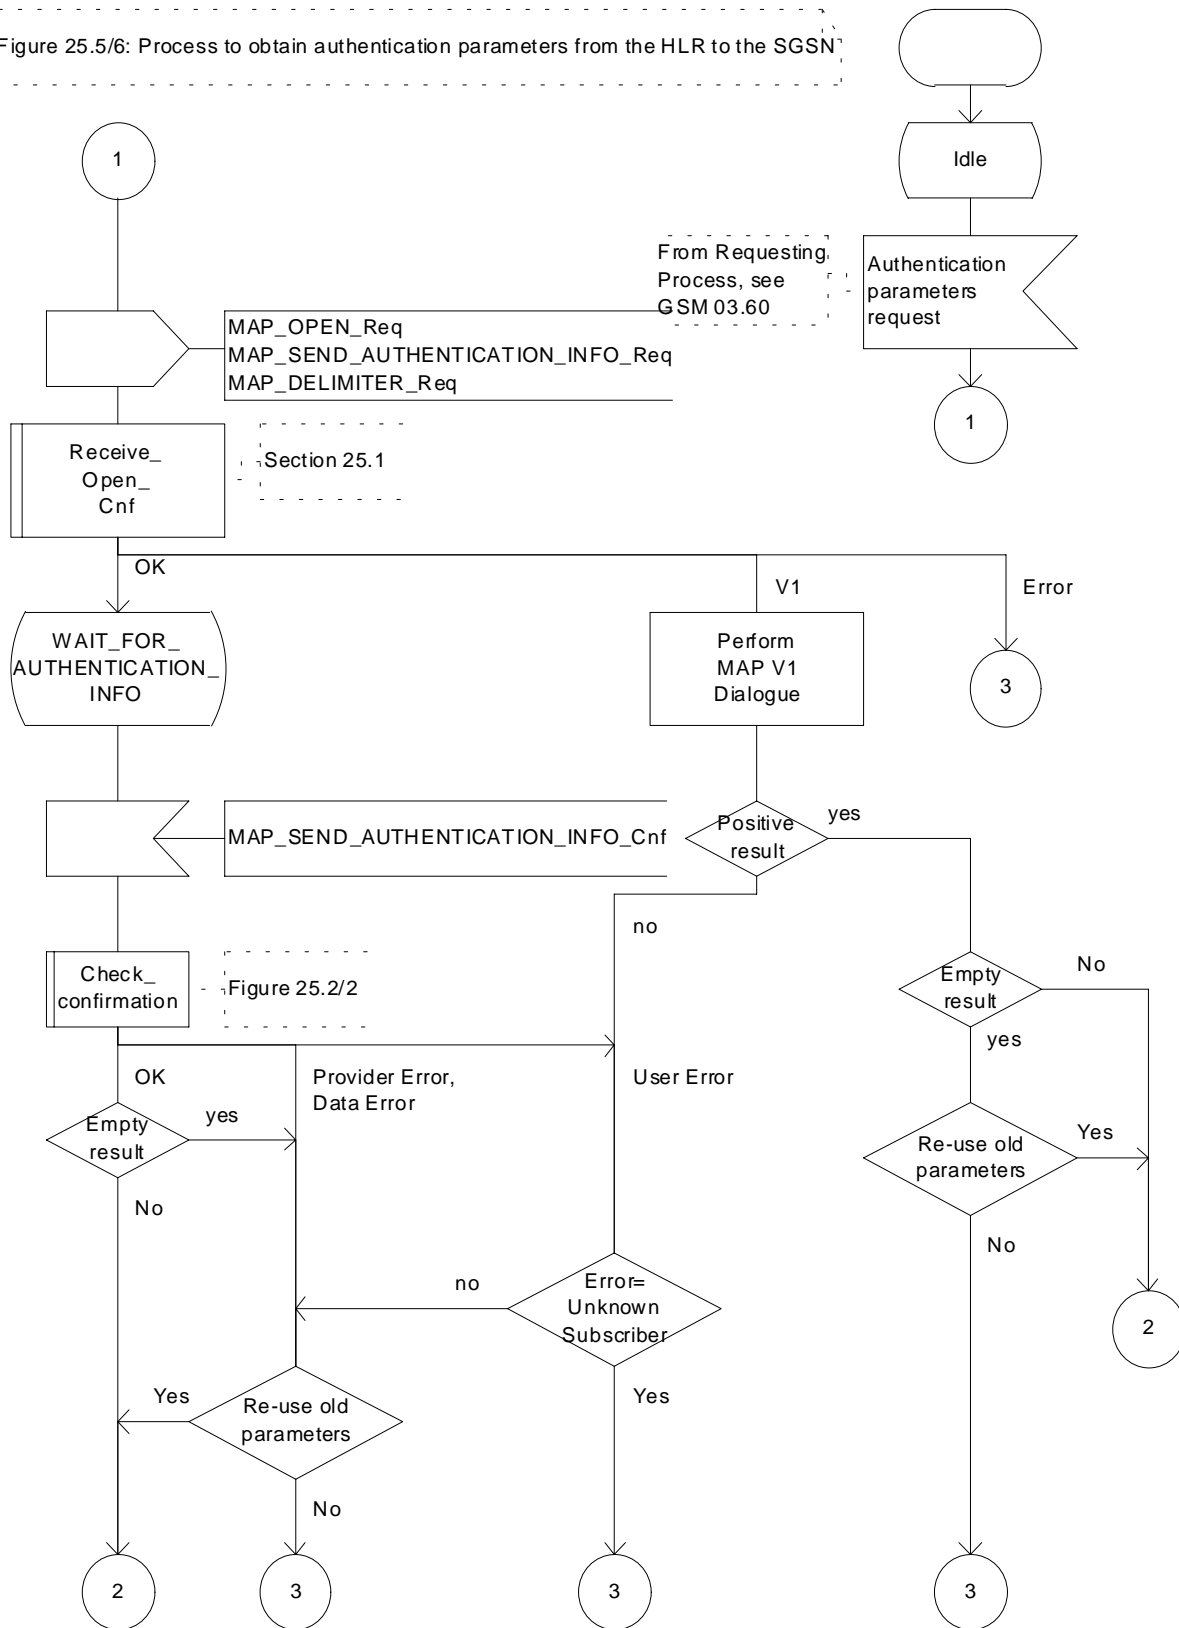 Figure 25.5/6: Process to obtain authentication parameters from the HLR to the SGSN
Idle
1
From Requesting
Process, see
GSM 03.60
Authentication
parameters
request
MAP_OPEN_Req
MAP_SEND_AUTHENTICATION_INFO_Req
MAP_DELIMITER_Req
1
Receive_
Open_
Cnf
Section 25.1
OK
V1
Error
WAIT_FOR_
AUTHENTICATION_
INFO
Perform
MAP V1
Dialogue
3
MAP_SEND_AUTHENTICATION_INFO_Cnf
Positive
result
yes
no
Check_
confirmation
Figure 25.2/2
Empty
result
No
yes
OK
Provider Error,
Data Error
User Error
Empty
result
yes
Re-use old
parameters
Yes
No
No
Error=
Unknown
Subscriber
no
2
Yes
Re-use old
parameters
Yes
No
2
3
3
3